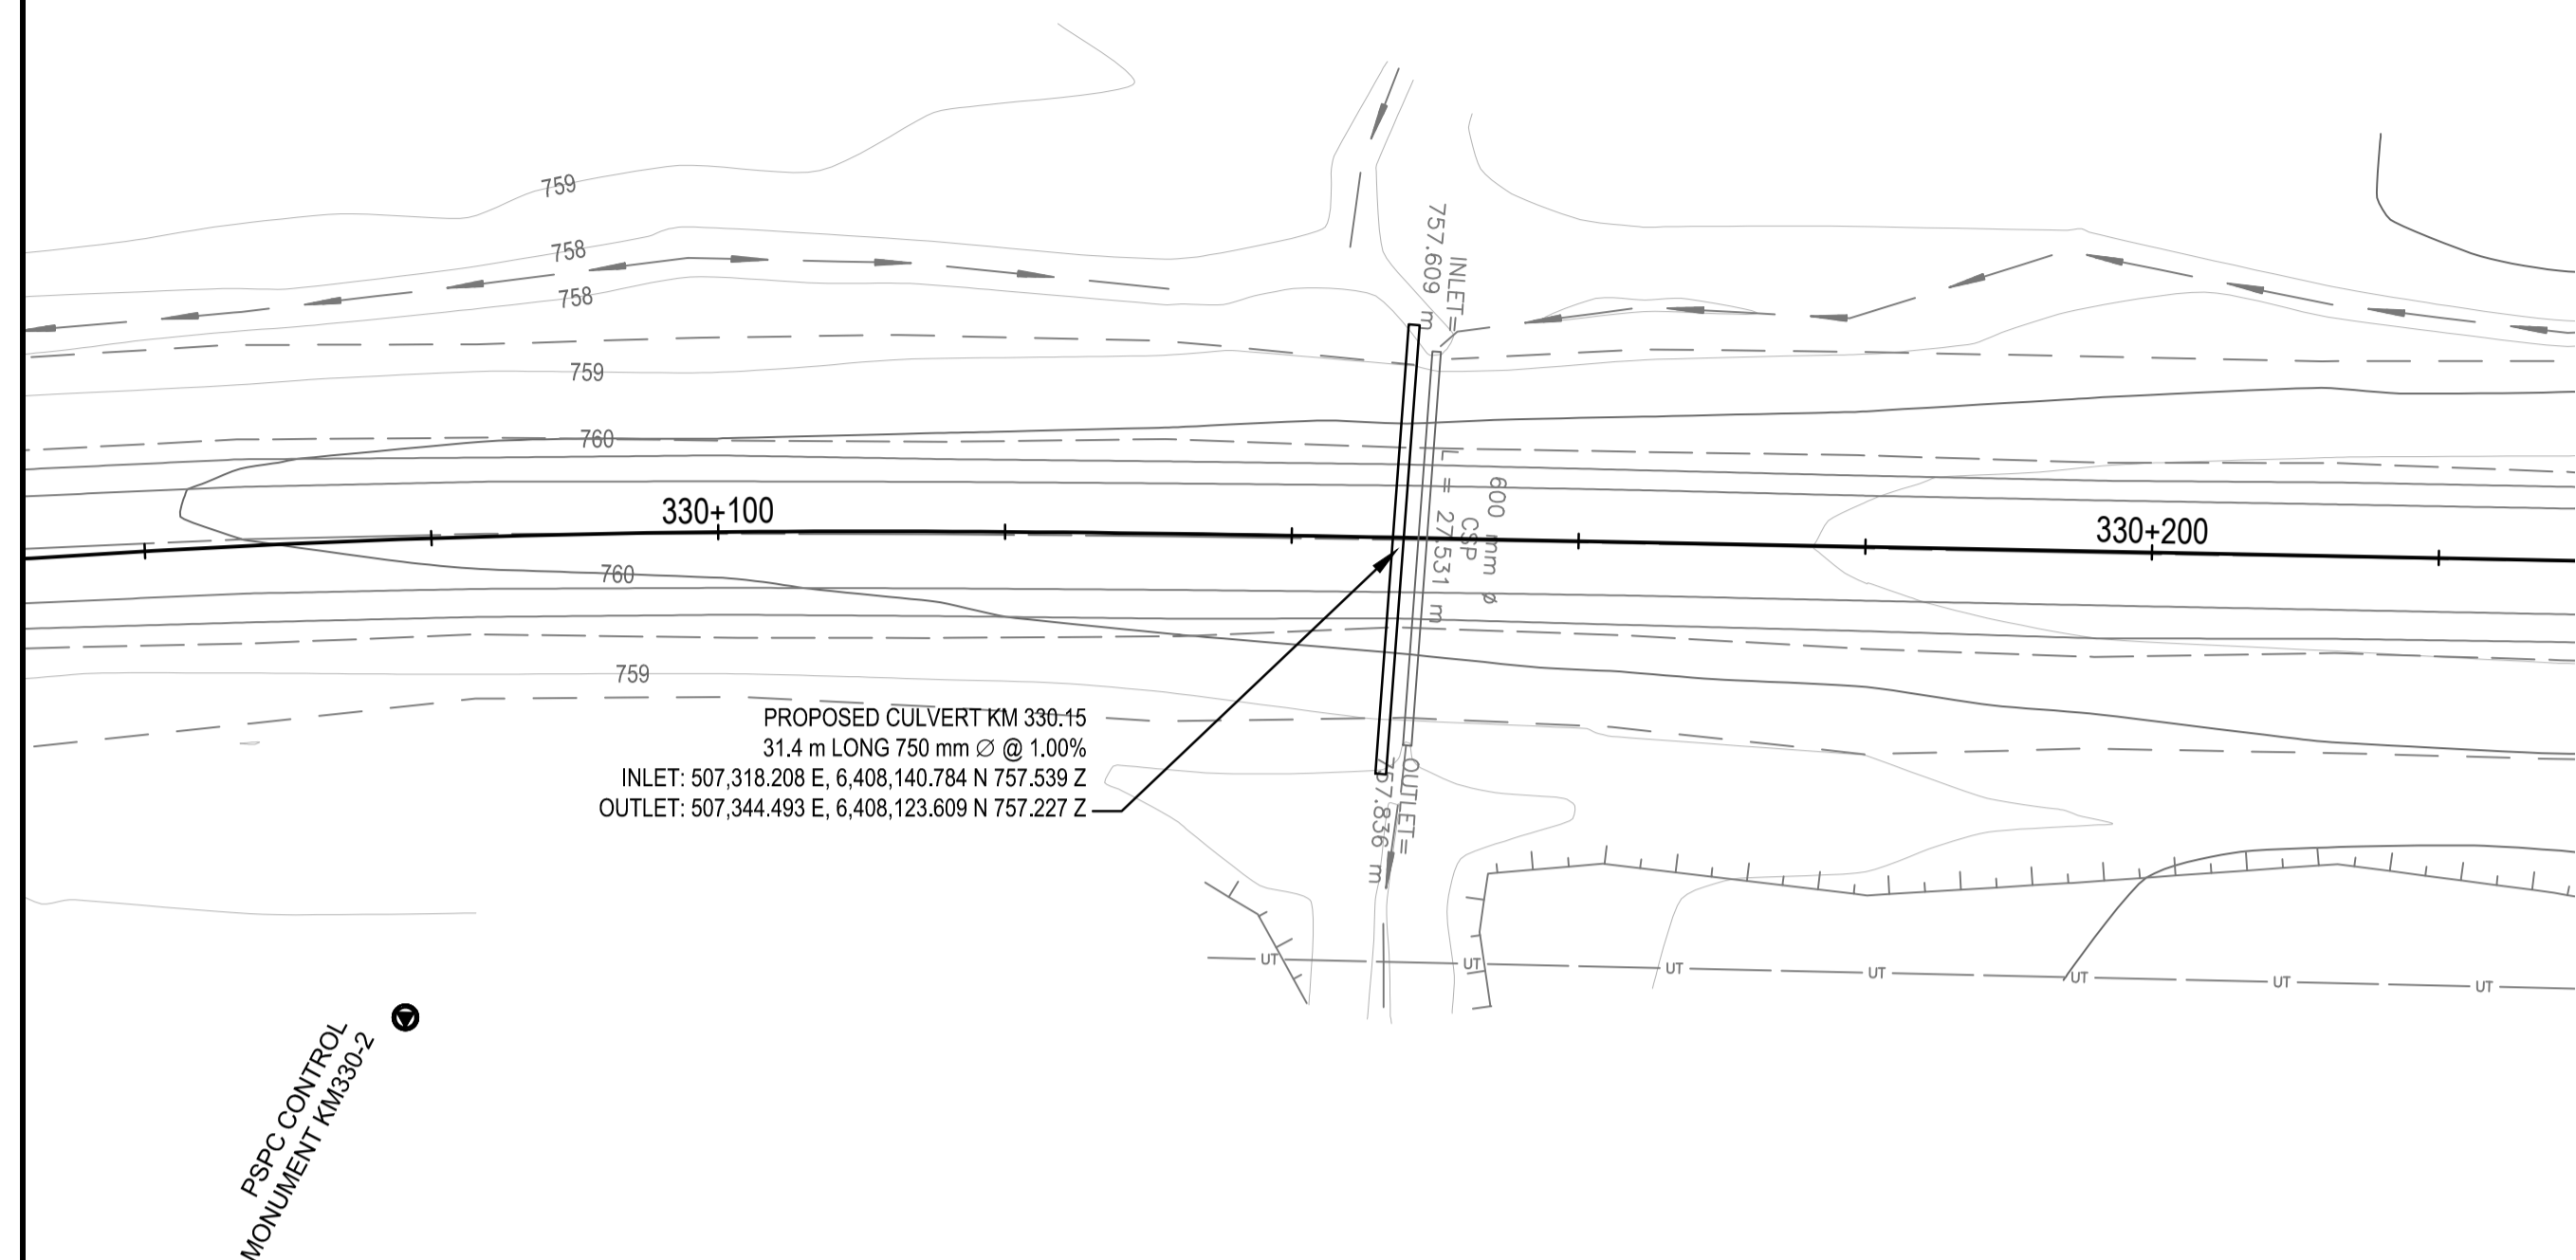 759
758
758
759
760
330+100
330+200
760
759
INLET=
757.609 m
600 mm ø
CSP
L = 27.531 m
PROPOSED CULVERT KM 330.15
31.4 m LONG 750 mm ∅ @ 1.00%
INLET: 507,318.208 E, 6,408,140.784 N 757.539 Z
OUTLET: 507,344.493 E, 6,408,123.609 N 757.227 Z
OUTLET=
757.836 m
UT
UT
UT
UT
UT
UT
UT
PSPC CONTROL
MONUMENT KM330-2